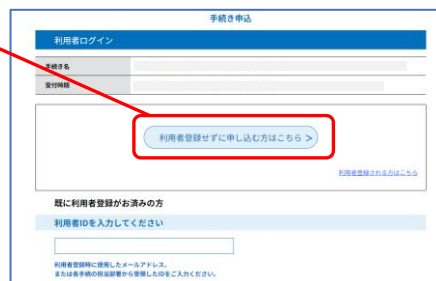 手続き申込
利用者ログイン
手続き名
受付時期
利用者登録せずに申し込む方はこちら >
利用者登録される方はこちら
既に利用者登録がお済みの方
利用者IDを入力してください
利用者登録時に使用したメールアドレス、
または各手続の担当部署から受領したIDをご入力ください。